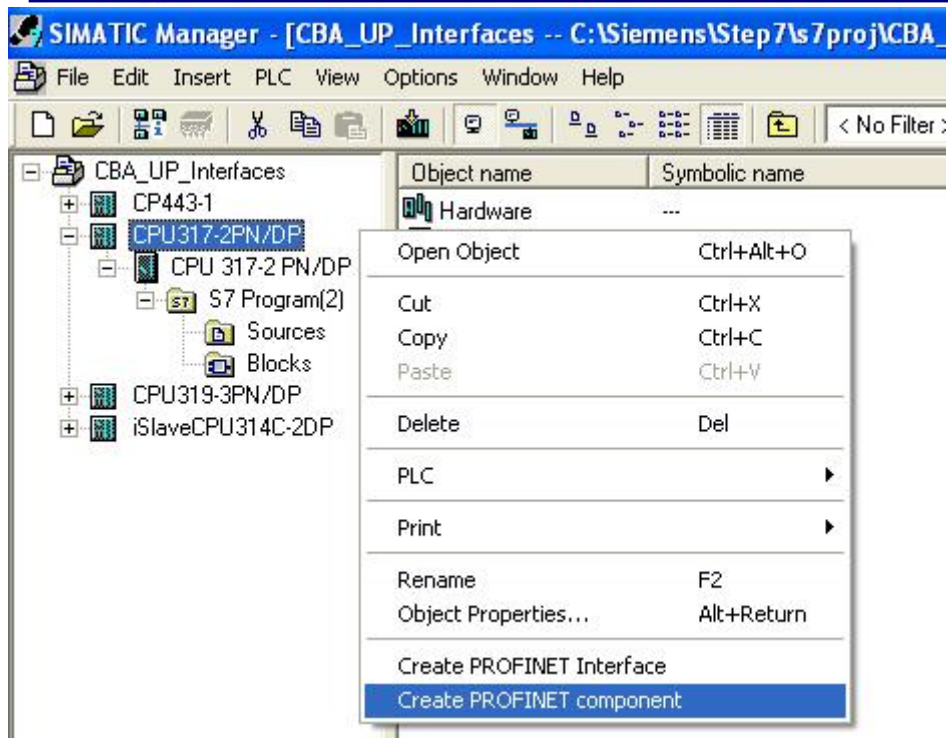 SIMATIC Manager - [CBA_UP_Interfaces -- C:\Siemens\Step7\s7proj\CBA_
File Edit Insert PLC View Options Window Help
< No Filter >
CBA_UP_Interfaces
CP443-1
CPU317-2PN/DP
CPU 317-2 PN/DP
S7 Program(2)
Sources
Blocks
CPU319-3PN/DP
iSlaveCPU314C-2DP
Object name Symbolic name
Hardware ---
Open Object Ctrl+Alt+O
Cut Ctrl+X
Copy Ctrl+C
Paste Ctrl+V
Delete Del
PLC
Print
Rename F2
Object Properties... Alt+Return
Create PROFINET Interface
Create PROFINET component